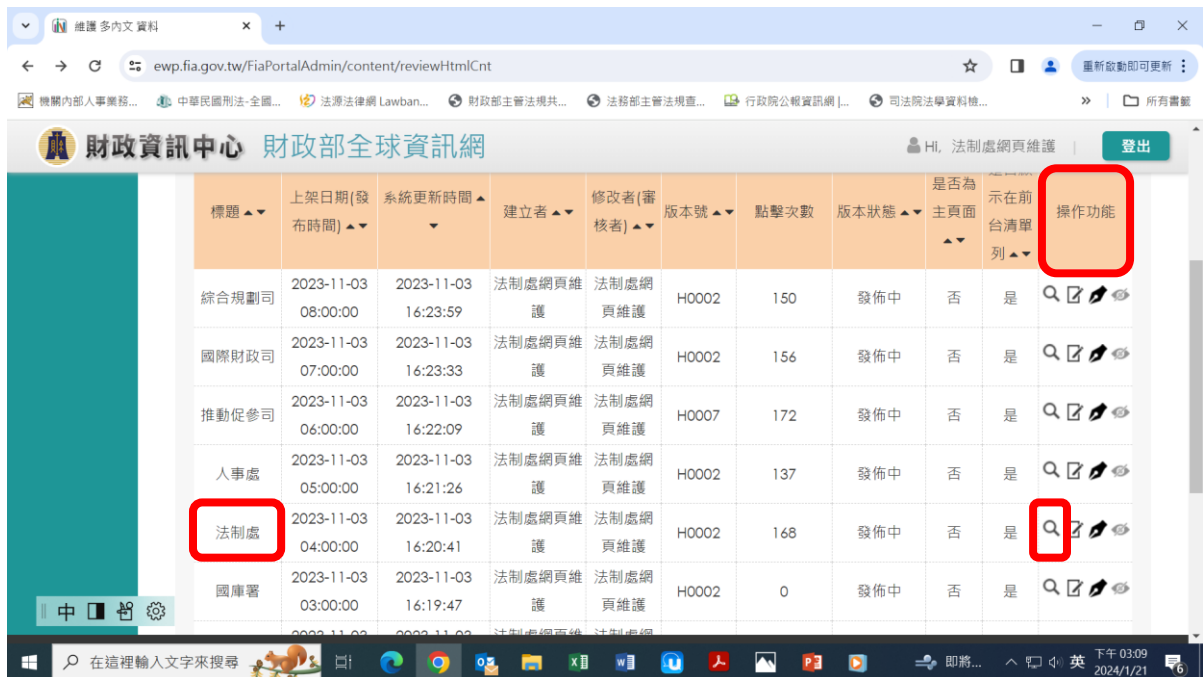 維護 多內文 資料
ewp.fia.gov.tw/FiaPortalAdmin/content/reviewHtmlCnt
重新啟動即可更新
機關內部人事業務... 中華民國刑法-全國... 法源法律網 Lawban... 財政部主管法規共... 法務部主管法規查... 行政院公報資訊網 |... 司法院法學資料檢... » 所有書籤
財政資訊中心 財政部全球資訊網 Hi, 法制處網頁維護 | 登出
標題▲▼ 上架日期(發布時間)▲▼ 系統更新時間▲▼ 建立者▲▼ 修改者(審核者)▲▼ 版本號▲▼ 點擊次數 版本狀態▲▼ 是否為主頁面▲▼ 示在前台清單列▲▼ 操作功能
綜合規劃司 2023-11-03 08:00:00 2023-11-03 16:23:59 法制處網頁維護 法制處網頁維護 H0002 150 發佈中 否 是
國際財政司 2023-11-03 07:00:00 2023-11-03 16:23:33 法制處網頁維護 法制處網頁維護 H0002 156 發佈中 否 是
推動促參司 2023-11-03 06:00:00 2023-11-03 16:22:09 法制處網頁維護 法制處網頁維護 H0007 172 發佈中 否 是
人事處 2023-11-03 05:00:00 2023-11-03 16:21:26 法制處網頁維護 法制處網頁維護 H0002 137 發佈中 否 是
法制處 2023-11-03 04:00:00 2023-11-03 16:20:41 法制處網頁維護 法制處網頁維護 H0002 168 發佈中 否 是
國庫署 2023-11-03 03:00:00 2023-11-03 16:19:47 法制處網頁維護 法制處網頁維護 H0002 0 發佈中 否 是
中
在這裡輸入文字來搜尋 即將... 英 下午 03:09
2024/1/21 6